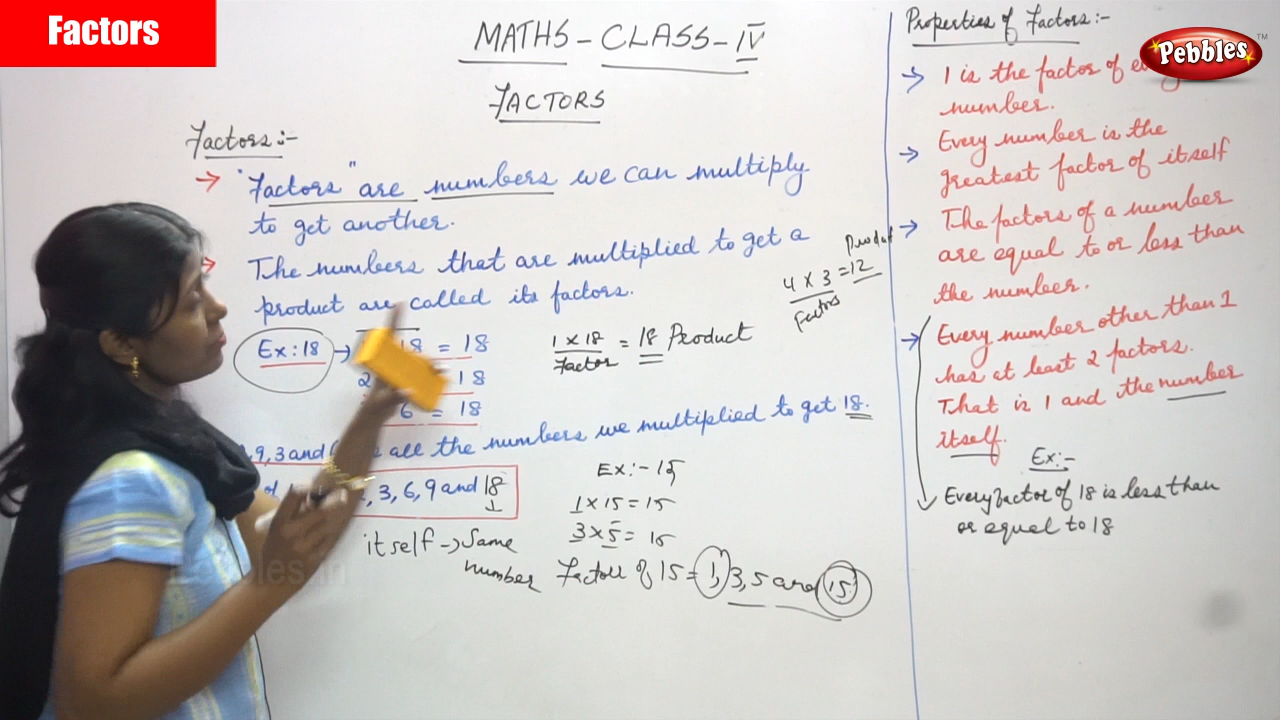 Factors
MATHS - CLASS - IV
FACTORS
Factors :-
→ "Factors" are numbers we can multiply
to get another.
The numbers that are multiplied to get a
product are called its factors.
4 x 3 = 12
Factors
Ex: 18 → 18 = 18
2 = 18
6 = 18
1 x 18 = 18 Product
Factor
9, 3 and all the numbers we multiplied to get 18.
3, 6, 9 and 18
itself → Same
number
Ex:- 15
1 x 15 = 15
3 x 5 = 15
of 15 = 1, 3, 5 and 15
Properties of Factors :-
→ 1 is the factor of
number.
→ Every number is the
greatest factor of itself
→ The factors of a number
are equal to or less than
the number.
→ Every number other than 1
has at least 2 factors.
That is 1 and the number
itself.
Ex:-
Every factor of 18 is less than
or equal to 18
Pebbles™